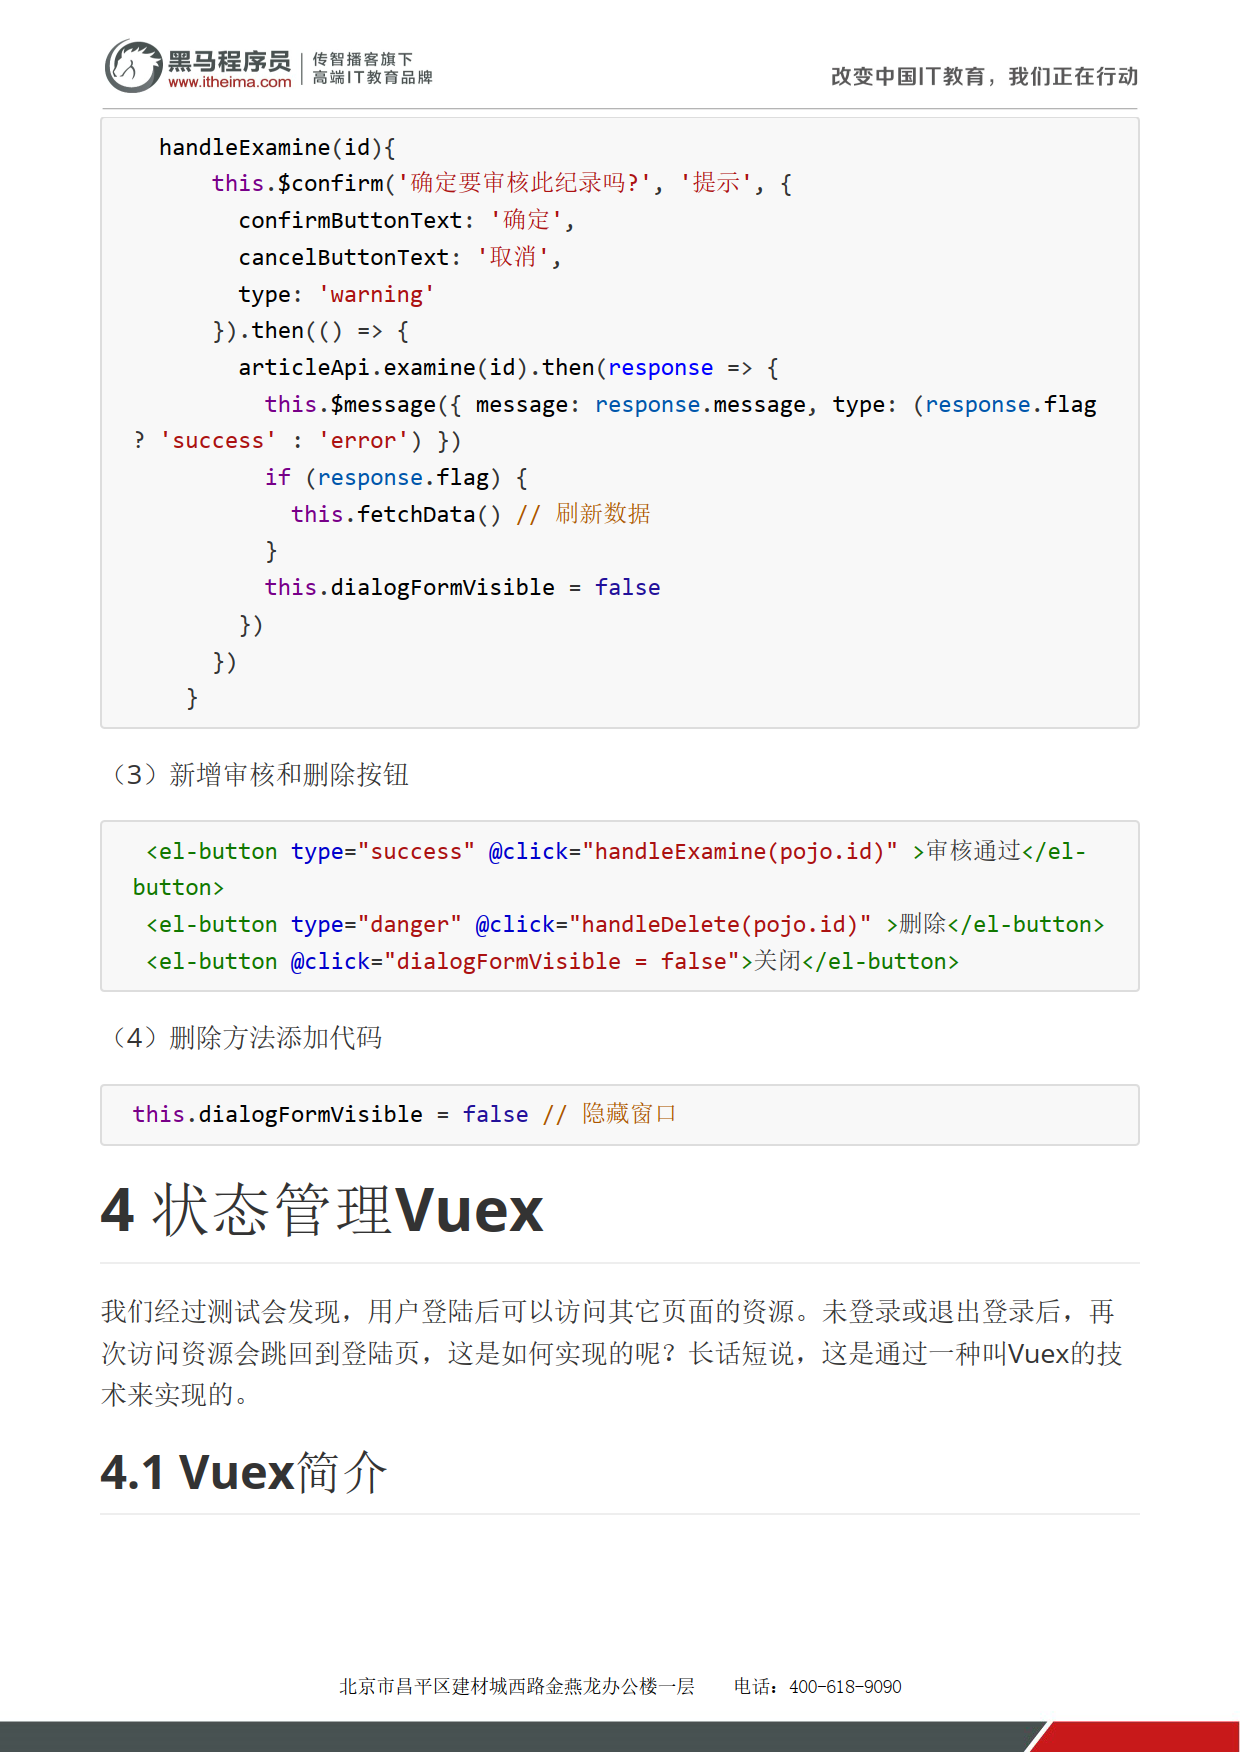 黑马程序员
www.itheima.com
传智播客旗下
高端IT教育品牌
改变中国IT教育，我们正在行动
handleExamine(id){
this.$confirm('确定要审核此纪录吗?', '提示', {
confirmButtonText: '确定',
cancelButtonText: '取消',
type: 'warning'
}).then(() => {
articleApi.examine(id).then(response => {
this.$message({ message: response.message, type: (response.flag
? 'success' : 'error') })
if (response.flag) {
this.fetchData() // 刷新数据
}
this.dialogFormVisible = false
})
})
}
（3）新增审核和删除按钮
<el-button type="success" @click="handleExamine(pojo.id)" >审核通过</el-
button>
<el-button type="danger" @click="handleDelete(pojo.id)" >删除</el-button>
<el-button @click="dialogFormVisible = false">关闭</el-button>
（4）删除方法添加代码
this.dialogFormVisible = false // 隐藏窗口
4 状态管理Vuex
我们经过测试会发现，用户登陆后可以访问其它页面的资源。未登录或退出登录后，再
次访问资源会跳回到登陆页，这是如何实现的呢？长话短说，这是通过一种叫Vuex的技
术来实现的。
4.1 Vuex简介
北京市昌平区建材城西路金燕龙办公楼一层 电话：400-618-9090